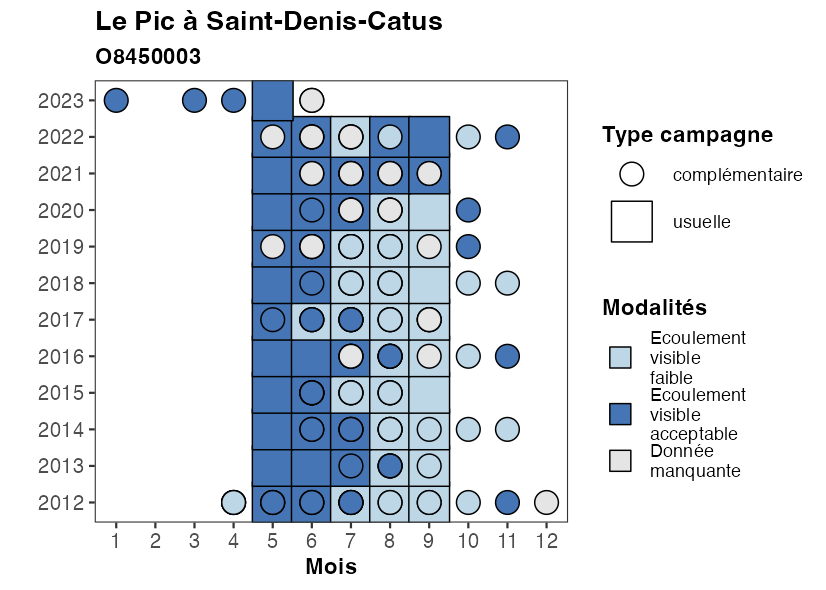 Le Pic à Saint-Denis-Catus
O8450003
2023
2022
2021
2020
2019
2018
2017
2016
2015
2014
2013
2012
1 2 3 4 5 6 7 8 9 10 11 12
Mois
Type campagne
complémentaire
usuelle
Modalités
Ecoulement
visible
faible
Ecoulement
visible
acceptable
Donnée
manquante